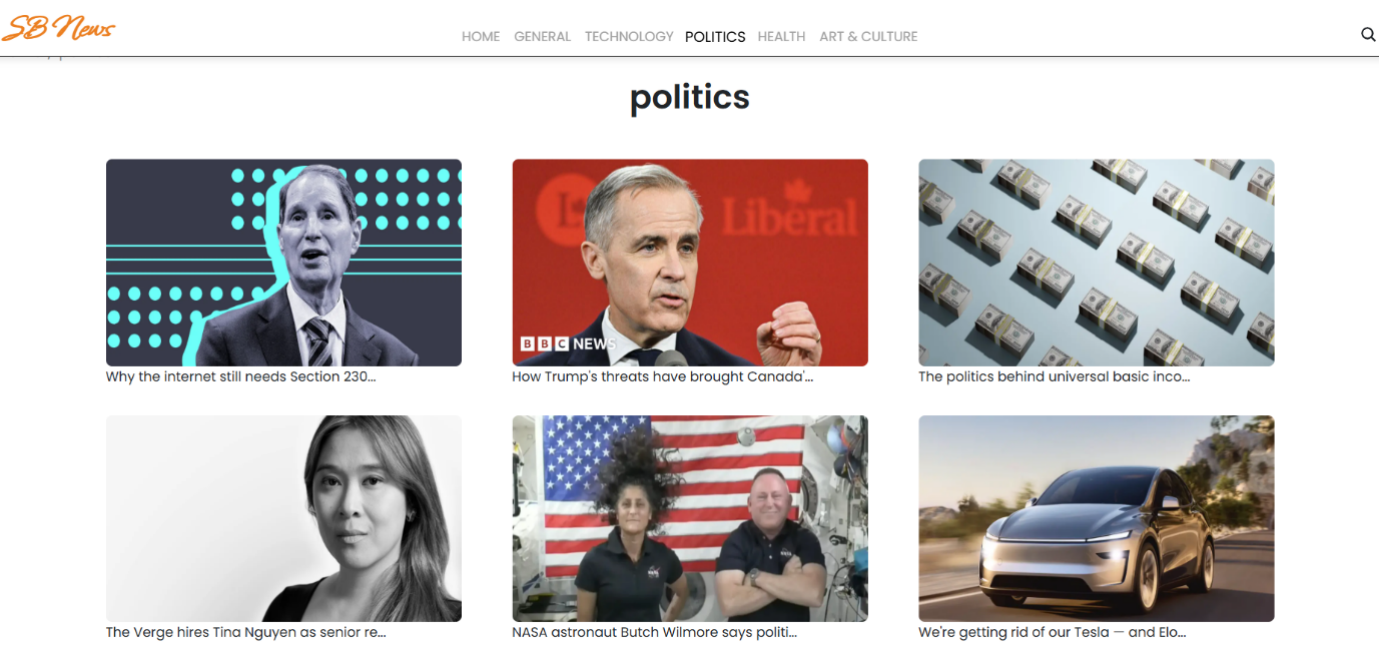 SB News
HOME GENERAL TECHNOLOGY POLITICS HEALTH ART & CULTURE
politics
Liberal
BBC NEWS
Why the internet still needs Section 230...
How Trump's threats have brought Canada'...
The politics behind universal basic inco...
The Verge hires Tina Nguyen as senior re...
NASA astronaut Butch Wilmore says politi...
We're getting rid of our Tesla — and Elo...